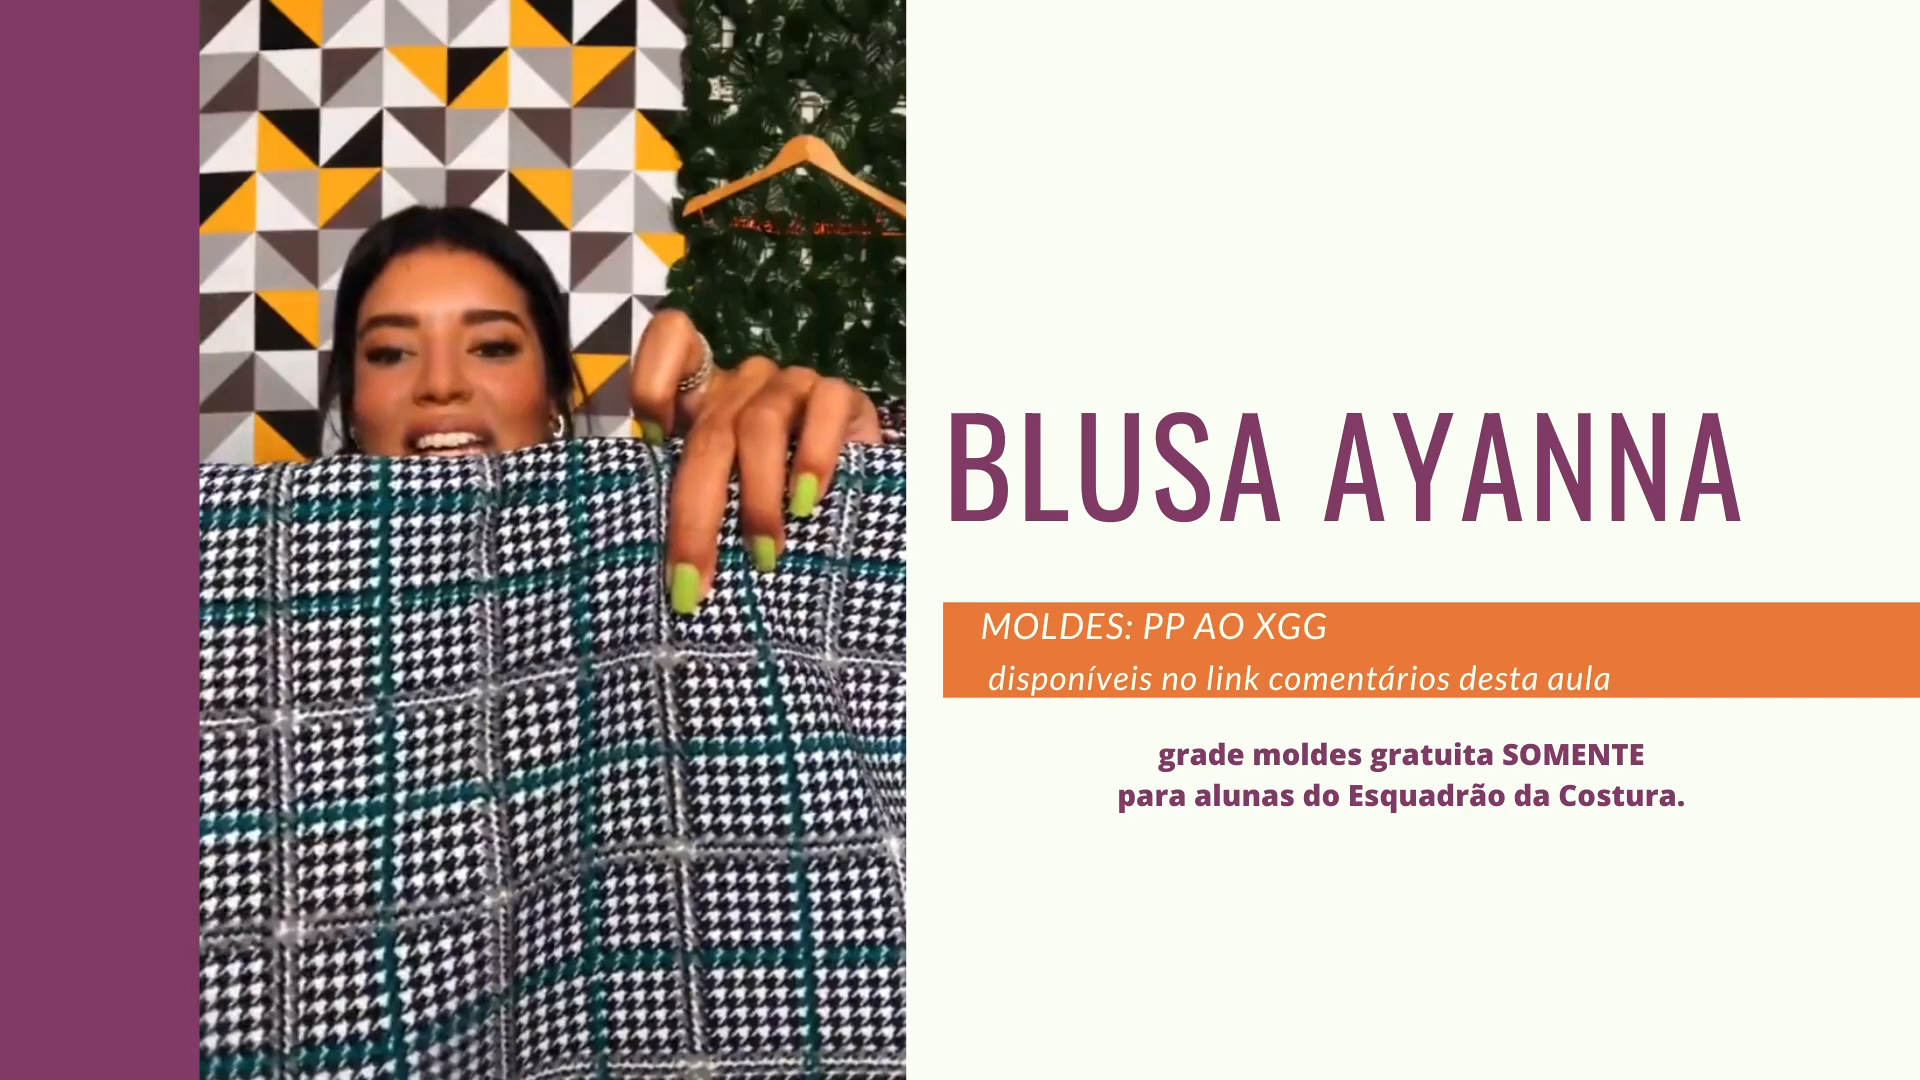 BLUSA AYANNA
MOLDES: PP AO XGG
disponíveis no link comentários desta aula
grade moldes gratuita SOMENTE
para alunas do Esquadrão da Costura.